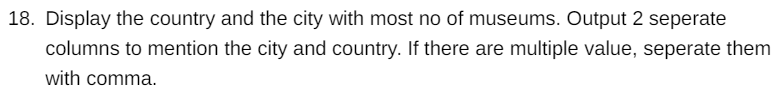 18. Display the country and the city with most no of museums. Output 2 seperate
columns to mention the city and country. If there are multiple value, seperate them
with comma.